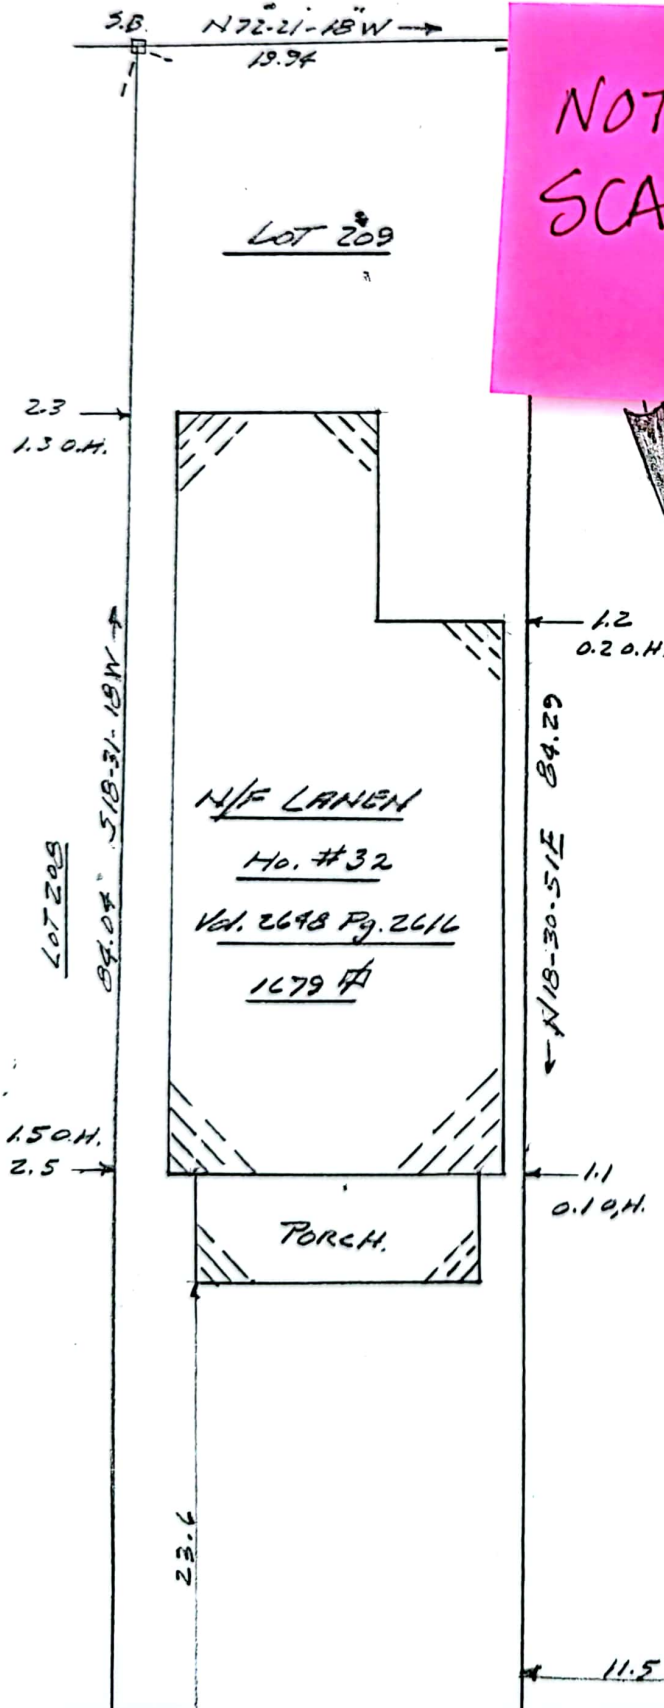 S.B.
N72-21-18W →
19.94
NOT
SCA
LOT 209
2.3
1.3 O.H.
1.2
0.2 O.H.
84.04 S18-31-18W →
LOT 208
← N18-30-51E 84.29
N/F LANEN
Ho. #32
Vol. 2648 Pg. 2616
1679
1.5 O.H.
2.5
1.1
0.1 O.H.
PORCH.
23.6
11.5